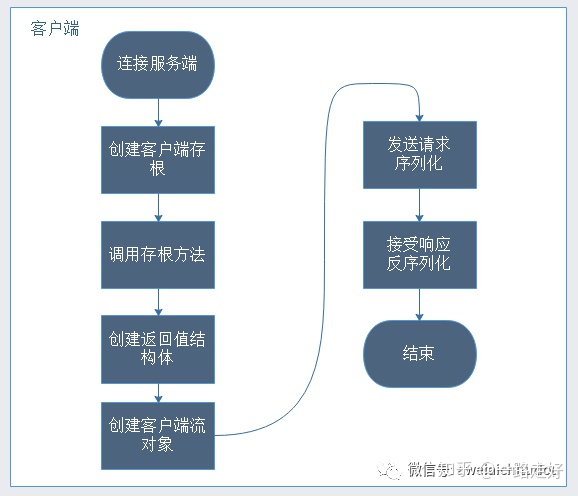 客户端
连接服务端
创建客户端存
根
调用存根方法
创建返回值结
构体
创建客户端流
对象
发送请求
序列化
接受响应
反序列化
结束
微信号